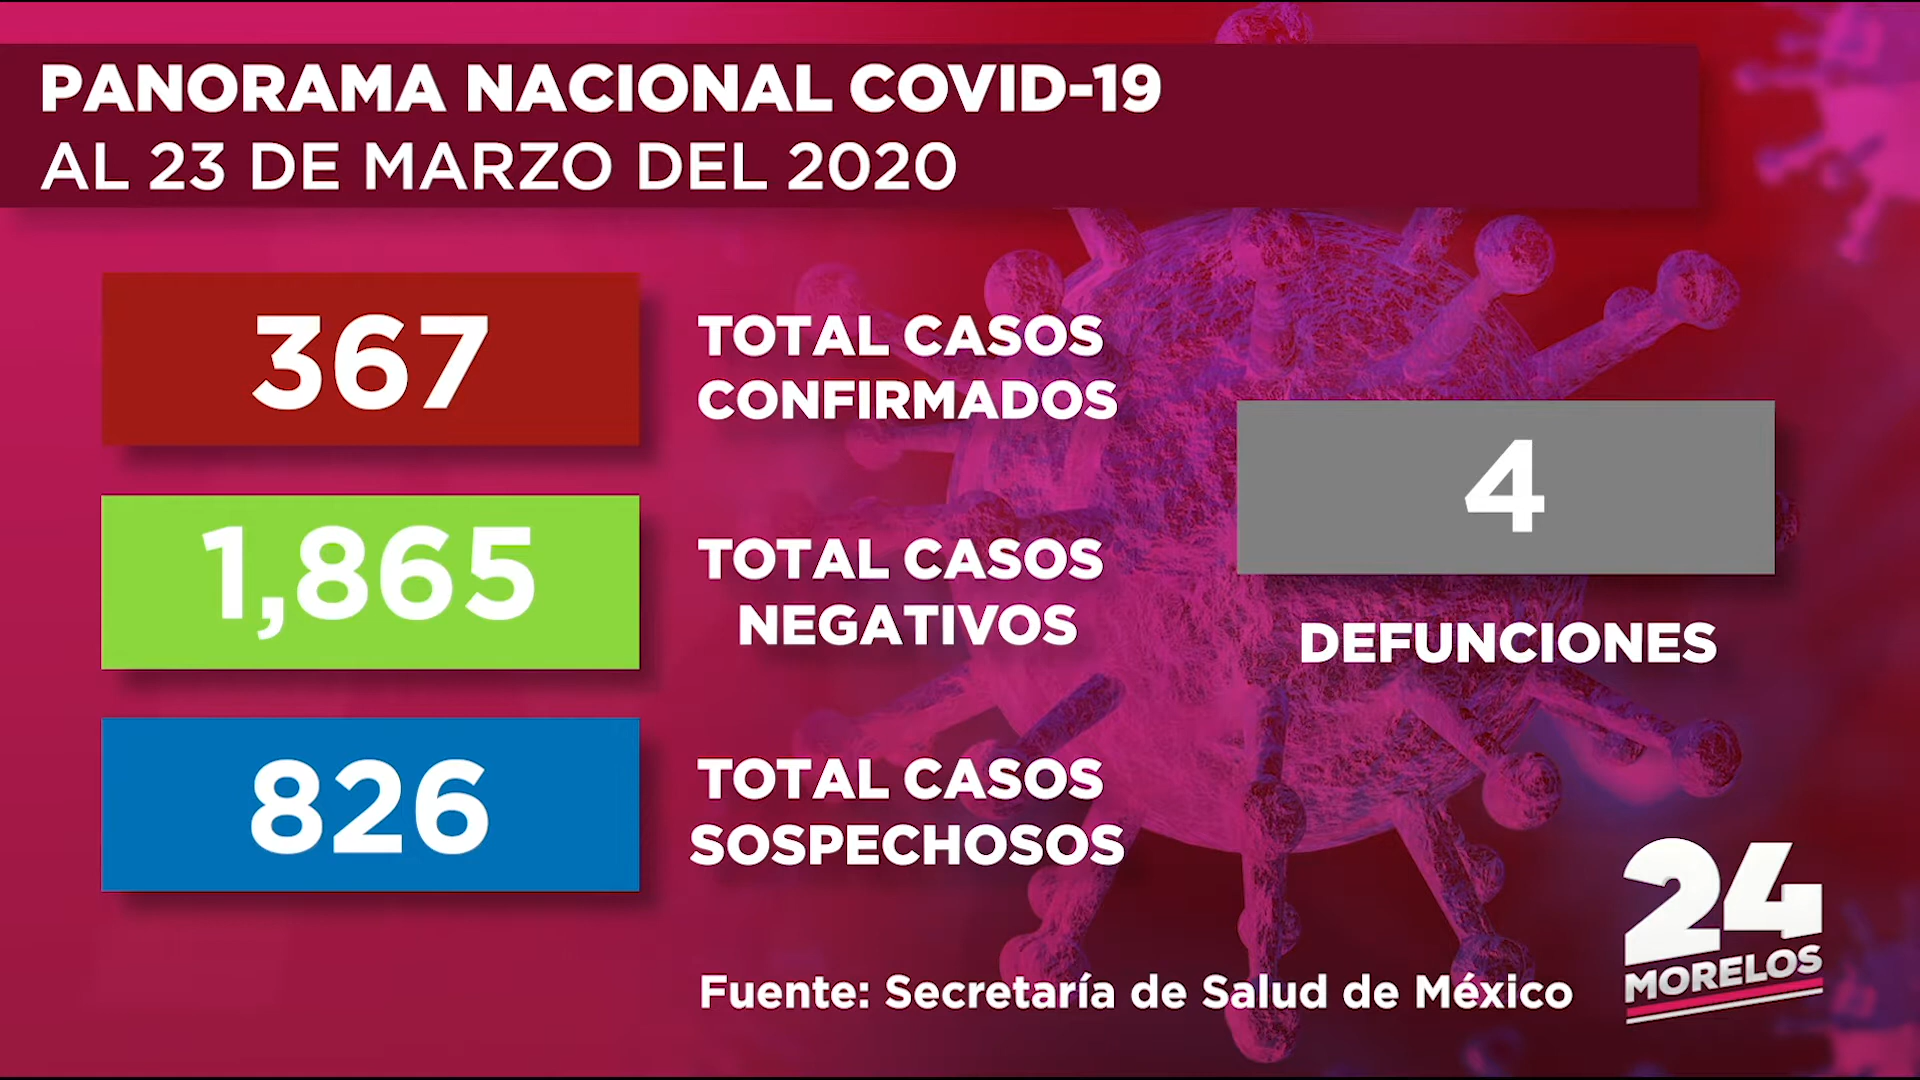 PANORAMA NACIONAL COVID-19
AL 23 DE MARZO DEL 2020
367
TOTAL CASOS
CONFIRMADOS
1,865
TOTAL CASOS
NEGATIVOS
826
TOTAL CASOS
SOSPECHOSOS
4
DEFUNCIONES
Fuente: Secretaría de Salud de México
24
MORELOS